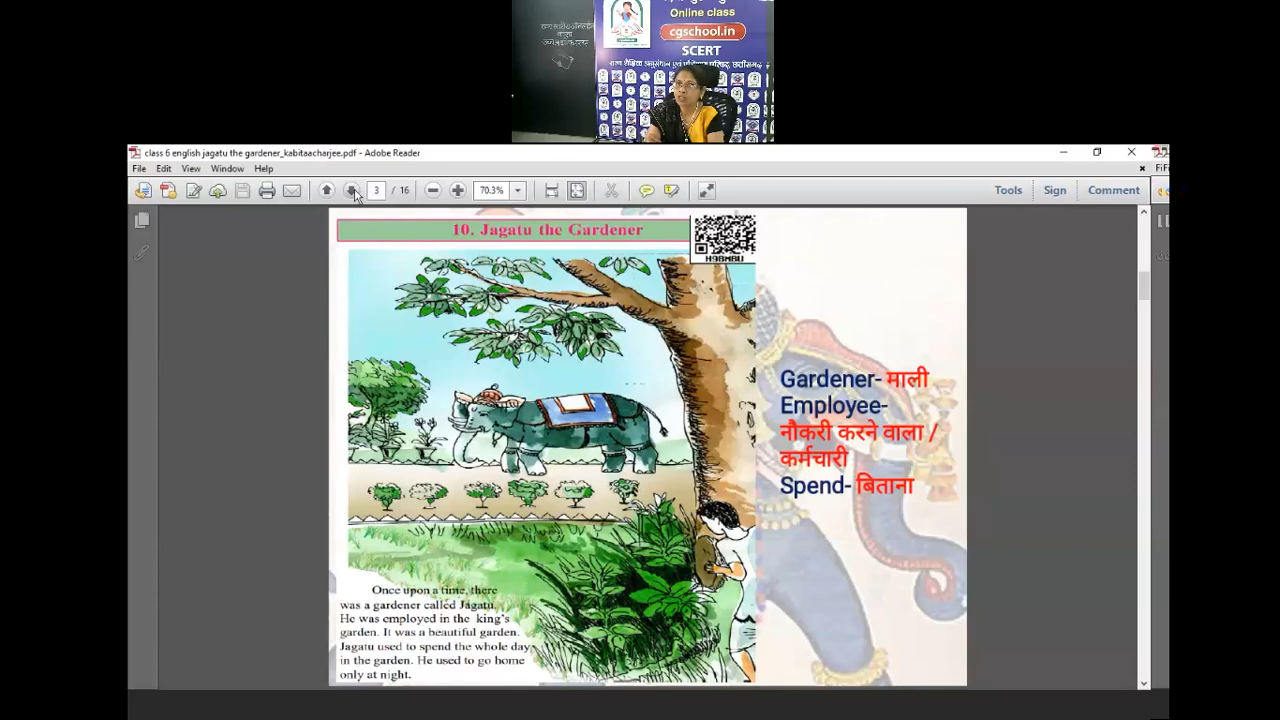 Online class
cgschool.in
SCERT
class 6 english jagatu the gardener_kabitaacharjee.pdf - Adobe Reader
File Edit View Window Help
3 / 16 70.3% Tools Sign Comment
10. Jagatu the Gardener
H9BM8U
Gardener- माली
Employee-
नौकरी करने वाला /
कर्मचारी
Spend- बिताना
Once upon a time, there
was a gardener called Jagatu.
He was employed in the king's
garden. It was a beautiful garden.
Jagatu used to spend the whole day
in the garden. He used to go home
only at night.